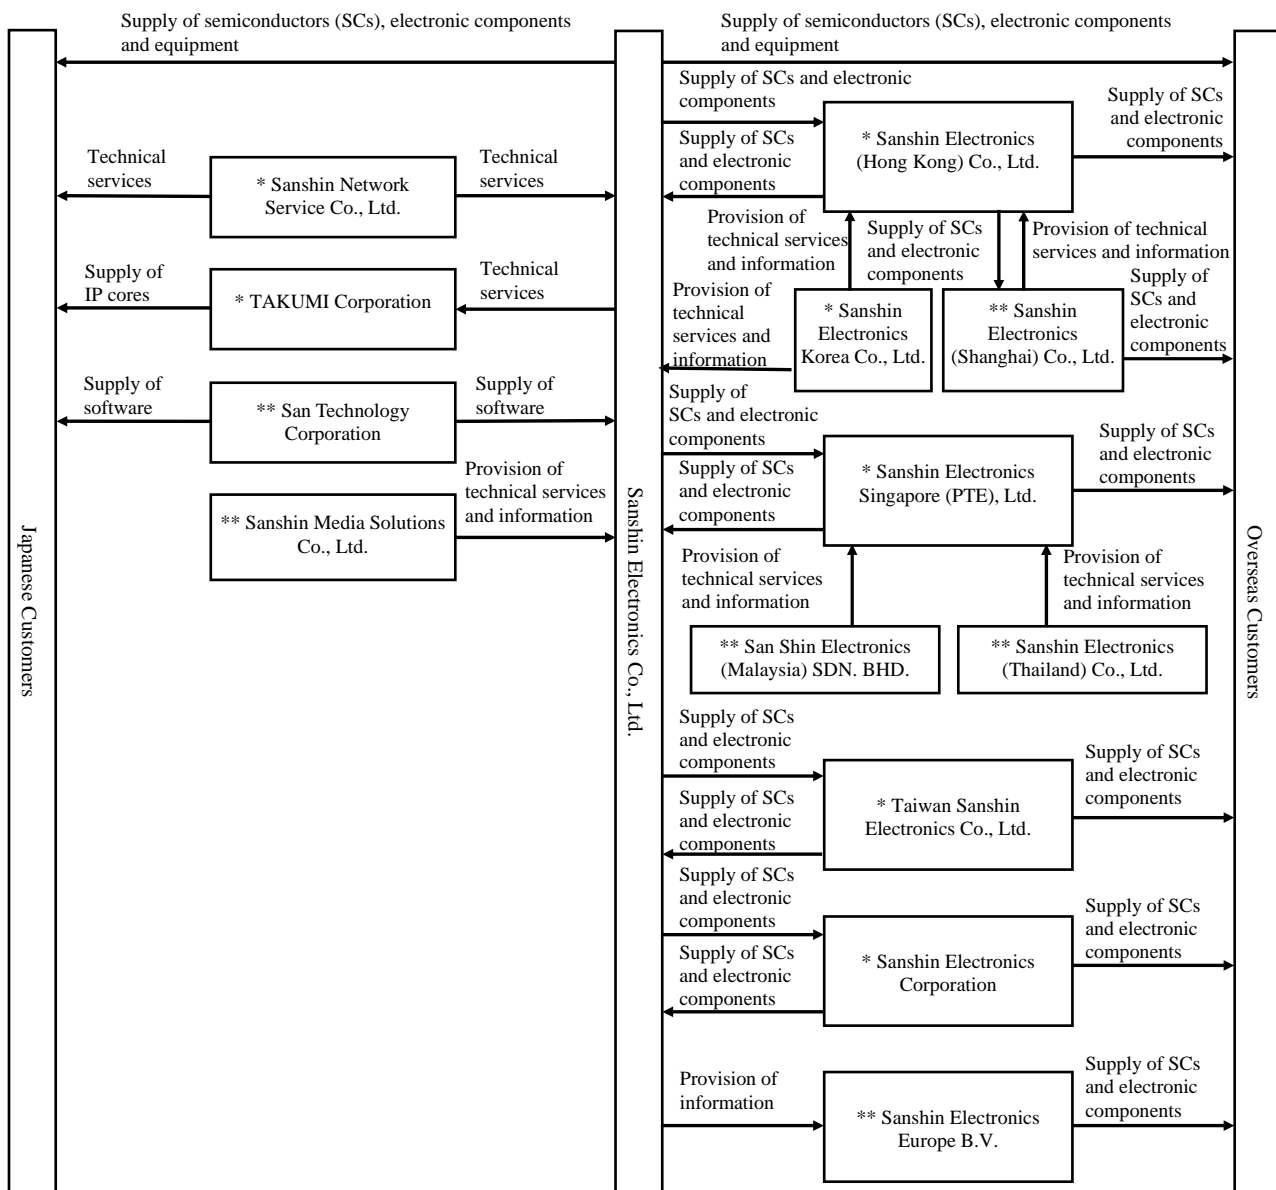 Supply of semiconductors (SCs), electronic components
and equipment
Supply of semiconductors (SCs), electronic components
and equipment
Japanese Customers
Technical
services
* Sanshin Network
Service Co., Ltd.
Technical
services
Supply of
IP cores
* TAKUMI Corporation
Technical
services
Supply of
software
** San Technology
Corporation
Supply of
software
** Sanshin Media Solutions
Co., Ltd.
Provision of
technical services
and information
Sanshin Electronics Co., Ltd.
Supply of SCs and electronic
components
Supply of SCs
and electronic
components
* Sanshin Electronics
(Hong Kong) Co., Ltd.
Supply of SCs
and electronic
components
Provision of
technical services
and information
Supply of SCs
and electronic
components
Provision of technical
services and information
Provision of
technical
services and
information
* Sanshin
Electronics
Korea Co., Ltd.
** Sanshin
Electronics
(Shanghai) Co., Ltd.
Supply of
SCs and
electronic
components
Supply of
SCs and electronic
components
Supply of SCs
and electronic
components
* Sanshin Electronics
Singapore (PTE), Ltd.
Supply of SCs
and electronic
components
Provision of
technical services
and information
Provision of
technical services
and information
** San Shin Electronics
(Malaysia) SDN. BHD.
** Sanshin Electronics
(Thailand) Co., Ltd.
Supply of SCs
and electronic
components
Supply of SCs
and electronic
components
* Taiwan Sanshin
Electronics Co., Ltd.
Supply of SCs
and electronic
components
Supply of SCs
and electronic
components
Supply of SCs
and electronic
components
* Sanshin Electronics
Corporation
Supply of SCs
and electronic
components
Provision of
information
** Sanshin Electronics
Europe B.V.
Supply of SCs
and electronic
components
Overseas Customers